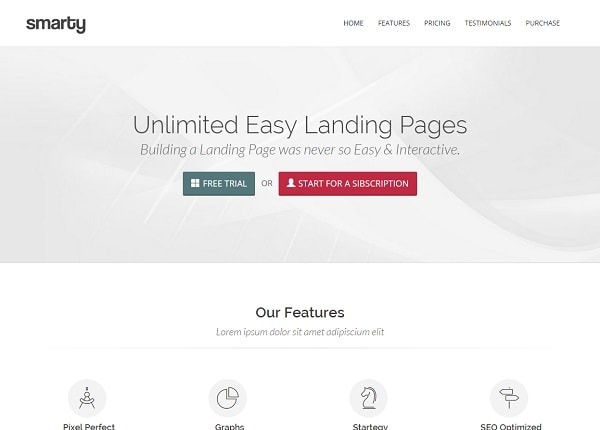 smarty
HOME FEATURES PRICING TESTIMONIALS PURCHASE
Unlimited Easy Landing Pages
Building a Landing Page was never so Easy & Interactive.
FREE TRIAL OR START FOR A SIBSCRIPTION
Our Features
Lorem ipsum dolor sit amet adipiscium elit
Pixel Perfect Graphs Startegy SEO Optimized